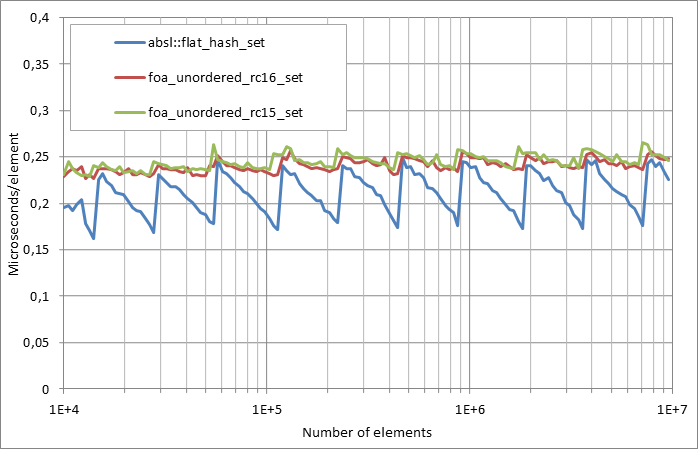 0,4
0,35
0,3
0,25
0,2
0,15
0,1
0,05
0
Microseconds/element
absl::flat_hash_set
foa_unordered_rc16_set
foa_unordered_rc15_set
1E+4
1E+5
1E+6
1E+7
Number of elements